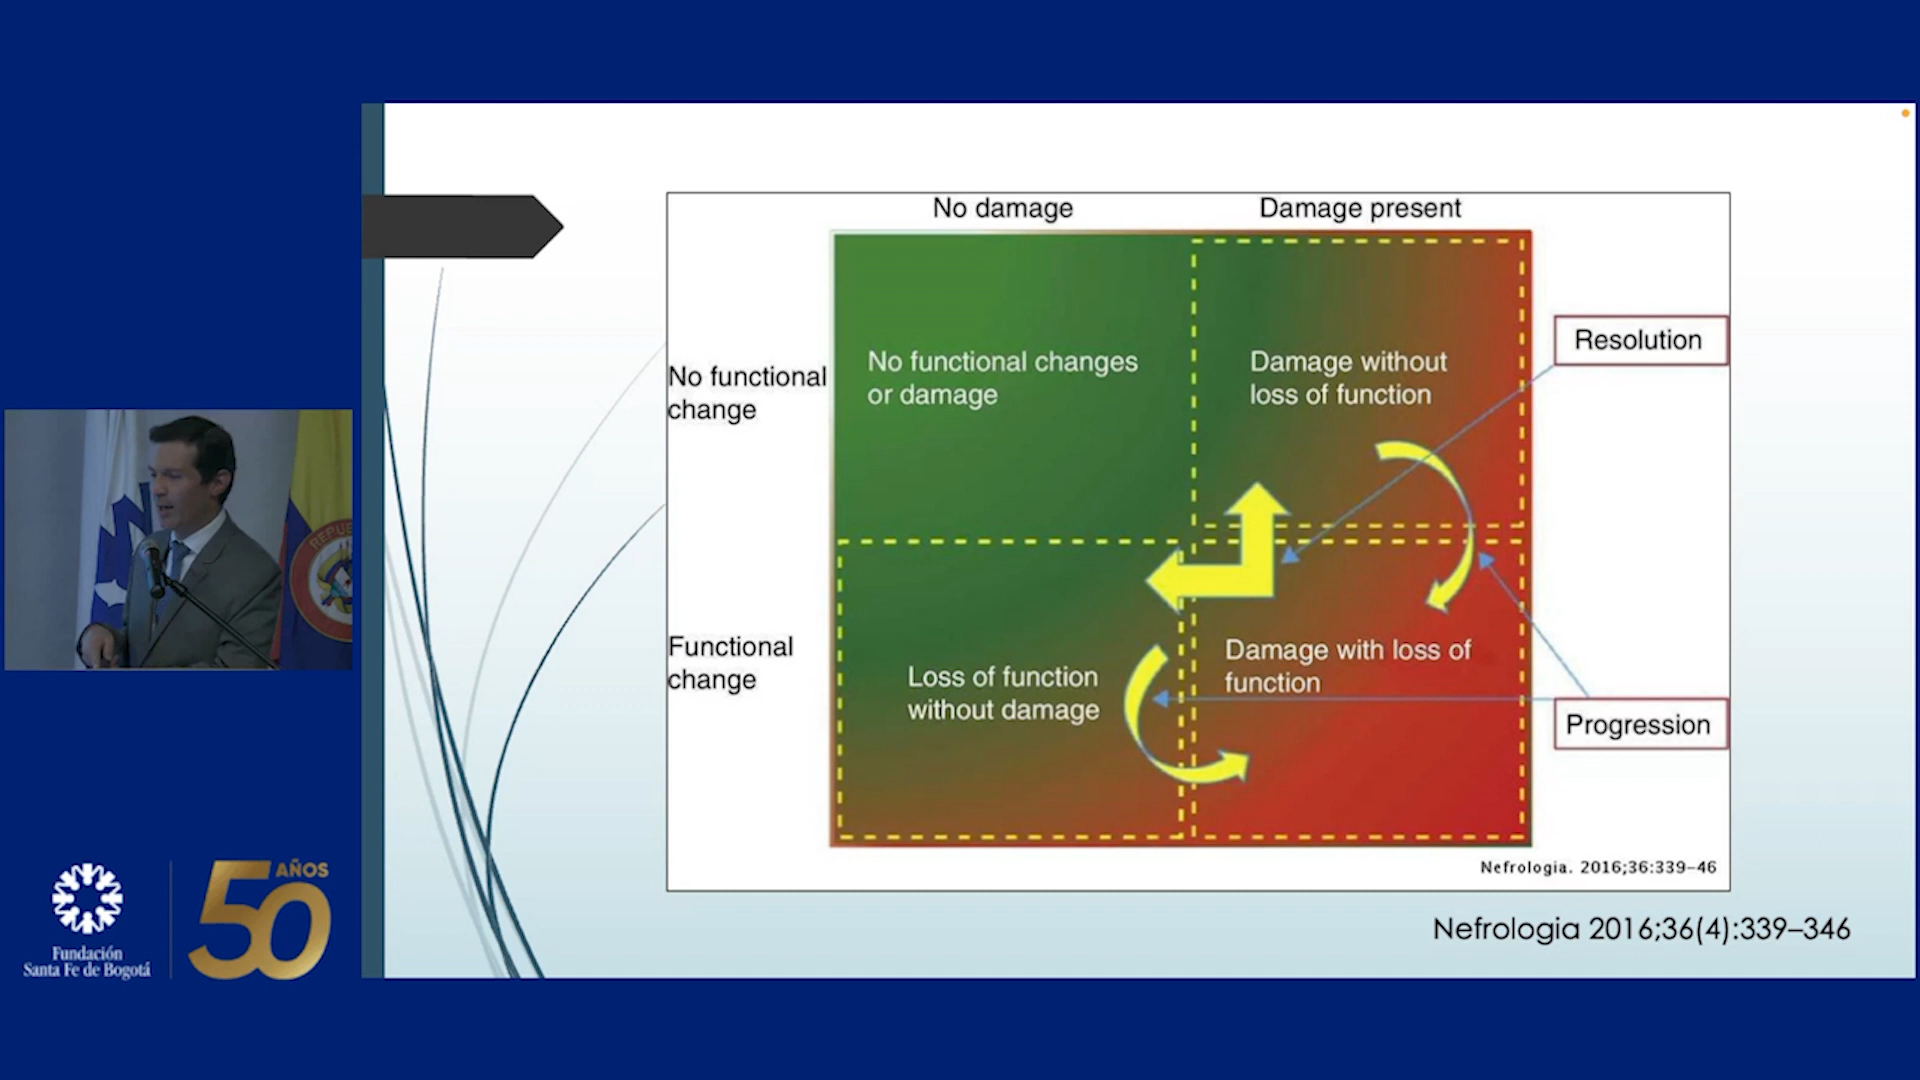 No damage
Damage present
No functional
change
No functional changes
or damage
Damage without
loss of function
Resolution
Functional
change
Loss of function
without damage
Damage with loss of
function
Progression
Nefrologia. 2016;36:339–46
Nefrologia 2016;36(4):339–346
REPUB
50 AÑOS
Fundación
Santa Fe de Bogotá